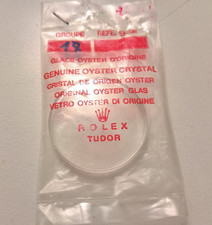 GROUPE
18
GLACE OYSTER D'ORIGINE
GENUINE OYSTER CRYSTAL
CRISTAL DE ORIGEN OYSTER
ORIGINAL OYSTER GLAS
VETRO OYSTER DI ORIGINE
ROLEX
TUDOR